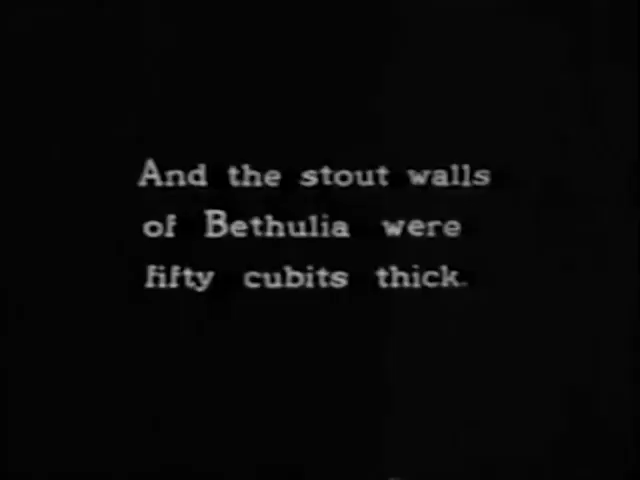 And the stout walls
of Bethulia were
fifty cubits thick.